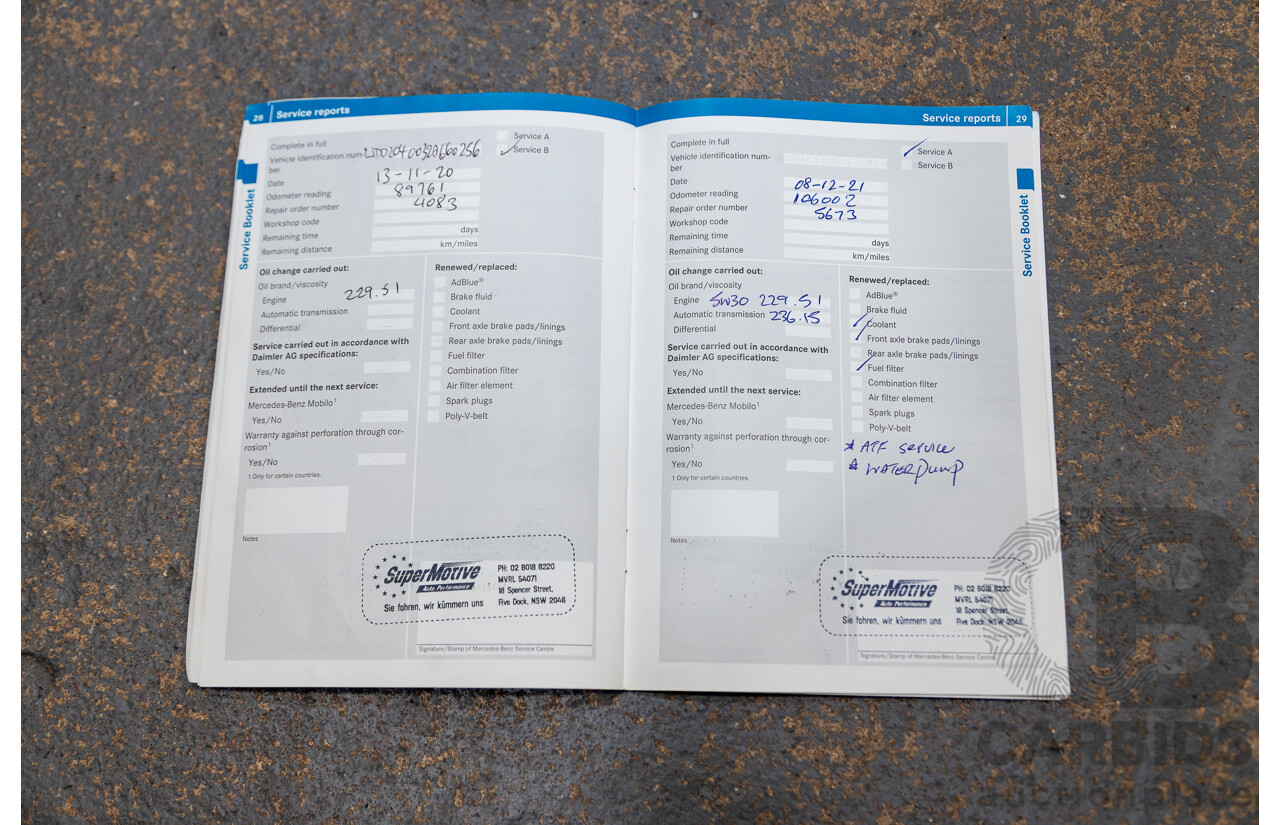 28 Service reports
Complete in full
Service A
Vehicle identification num-
ber
Service B
Date 13-11-20
Odometer reading 89761
Repair order number 4083
Workshop code
Remaining time days
Remaining distance km/miles
Service Booklet
Oil change carried out:
Oil brand/viscosity
Engine 229.51
Automatic transmission
Differential
Service carried out in accordance with
Daimler AG specifications:
Yes/No
Extended until the next service:
Mercedes-Benz Mobilo¹
Yes/No
Warranty against perforation through cor-
rosion¹
Yes/No
¹ Only for certain countries.
Notes
Renewed/replaced:
AdBlue®
Brake fluid
Coolant
Front axle brake pads/linings
Rear axle brake pads/linings
Fuel filter
Combination filter
Air filter element
Spark plugs
Poly-V-belt
SuperMotive
Auto Performance
Sie fahren, wir kümmern uns
PH: 02 8018 8220
MVRL 54071
18 Spencer Street,
Five Dock, NSW 2046
Signature/Stamp of Mercedes-Benz Service Centre
Service reports 29
Complete in full
Service A
Vehicle identification num-
ber
Service B
Date 08-12-21
Odometer reading 106002
Repair order number 5673
Workshop code
Remaining time days
Remaining distance km/miles
Service Booklet
Oil change carried out:
Oil brand/viscosity
Engine 5W30 229.51
Automatic transmission 236.15
Differential
Service carried out in accordance with
Daimler AG specifications:
Yes/No
Extended until the next service:
Mercedes-Benz Mobilo¹
Yes/No
Warranty against perforation through cor-
rosion¹
Yes/No
¹ Only for certain countries.
Notes
Renewed/replaced:
AdBlue®
Brake fluid
Coolant
Front axle brake pads/linings
Rear axle brake pads/linings
Fuel filter
Combination filter
Air filter element
Spark plugs
Poly-V-belt
* ATF service
* WATER pump
SuperMotive
Auto Performance
Sie fahren, wir kümmern uns
PH: 02 8018 8220
MVRL 54071
18 Spencer Street,
Five Dock, NSW 2046
Signature/Stamp of Mercedes-Benz Service Centre
CARBIDS
auctionplace